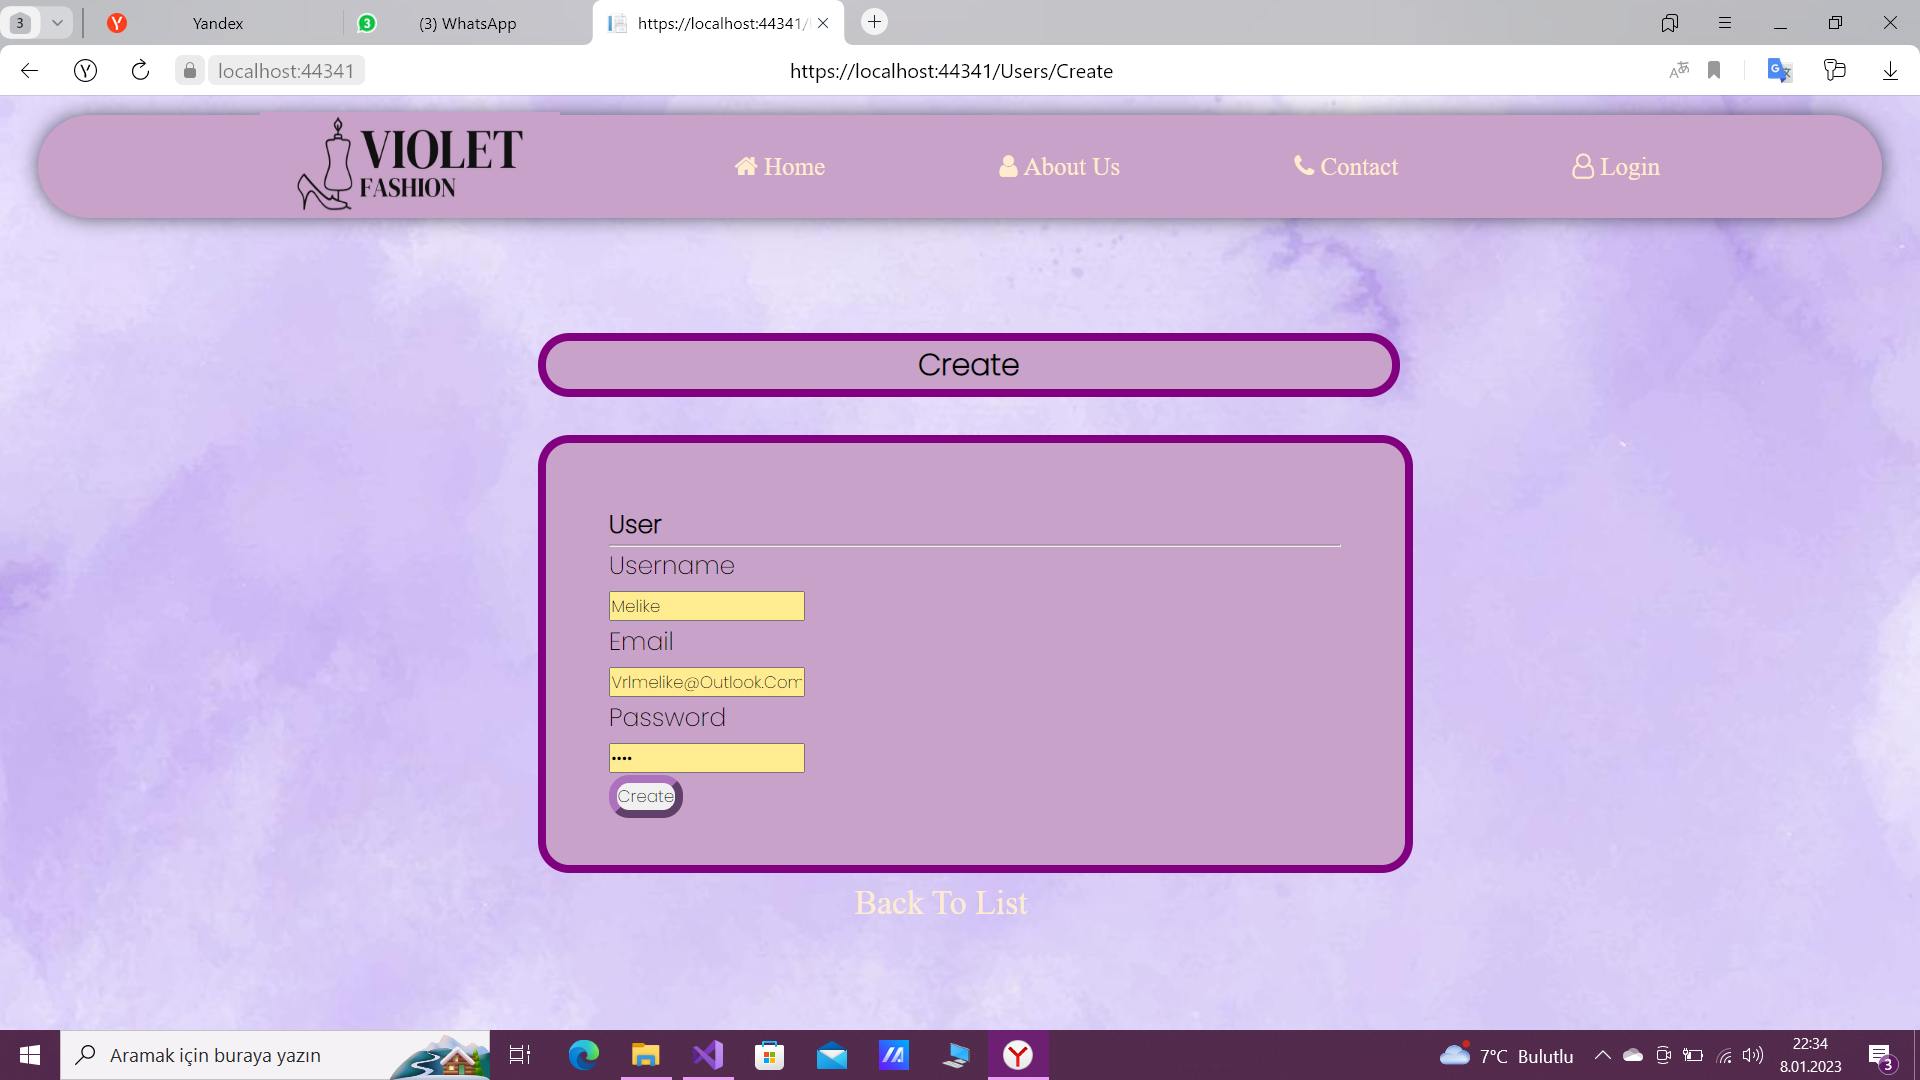 3
Yandex
3
(3) WhatsApp
https://localhost:44341/
localhost:44341
https://localhost:44341/Users/Create
VIOLET
FASHION
Home
About Us
Contact
Login
Create
User
Username
Melike
Email
Vrlmelike@Outlook.Com
Password
••••
Create
Back To List
Aramak için buraya yazın
7°C Bulutlu
22:34
8.01.2023
3